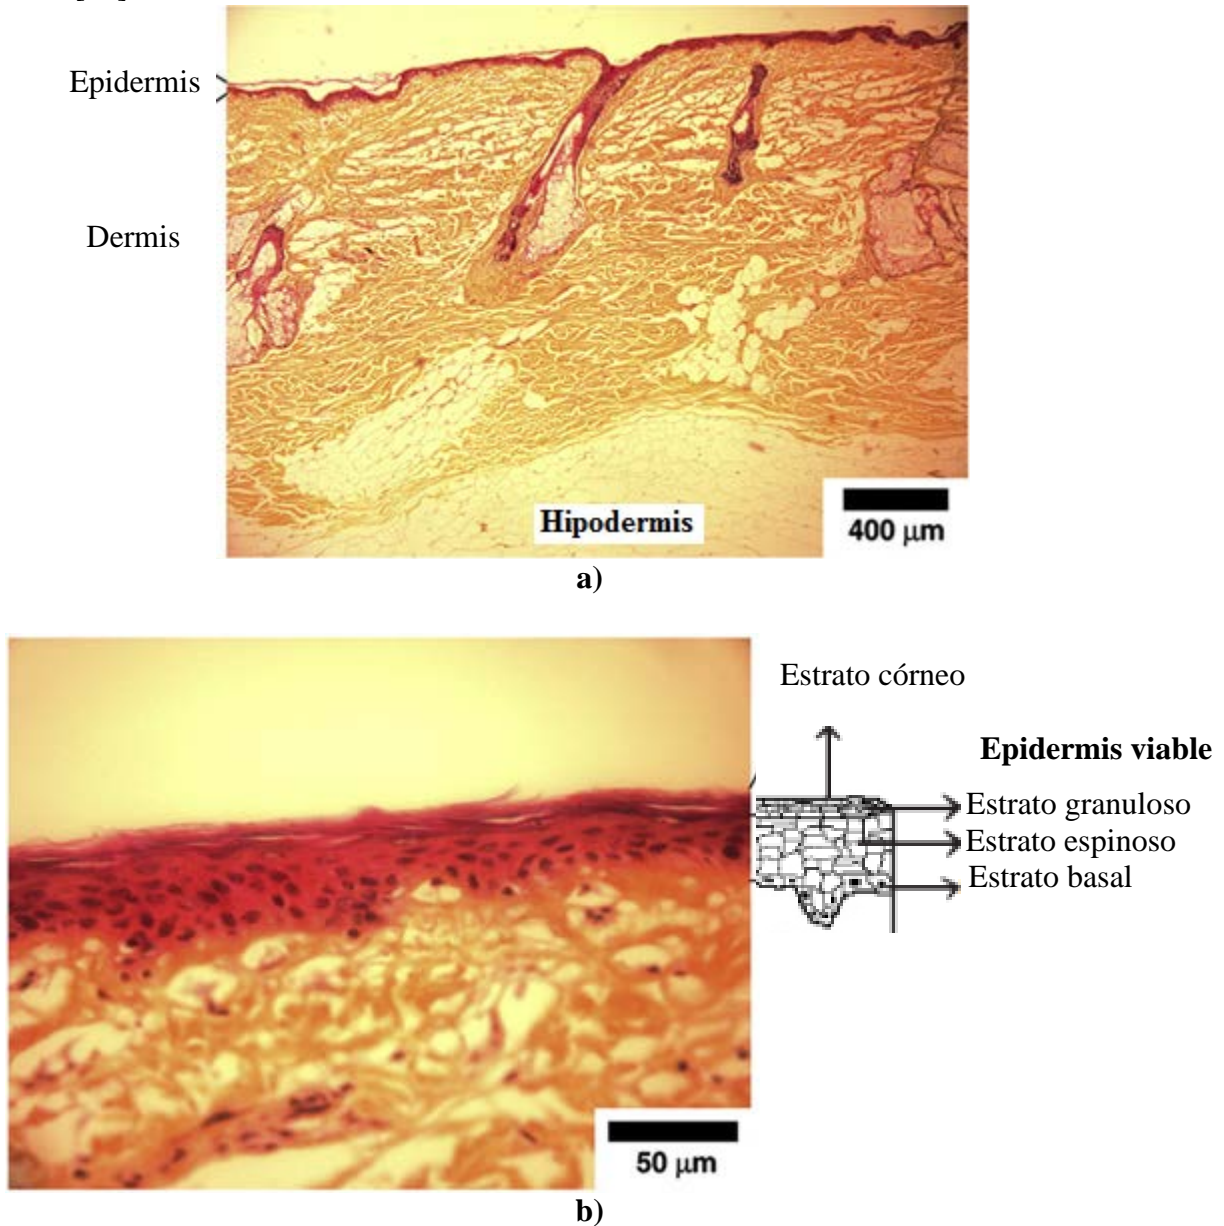 Epidermis
Dermis
Hipodermis
400 μm
a)
Estrato córneo
Epidermis viable
Estrato granuloso
Estrato espinoso
Estrato basal
50 μm
b)